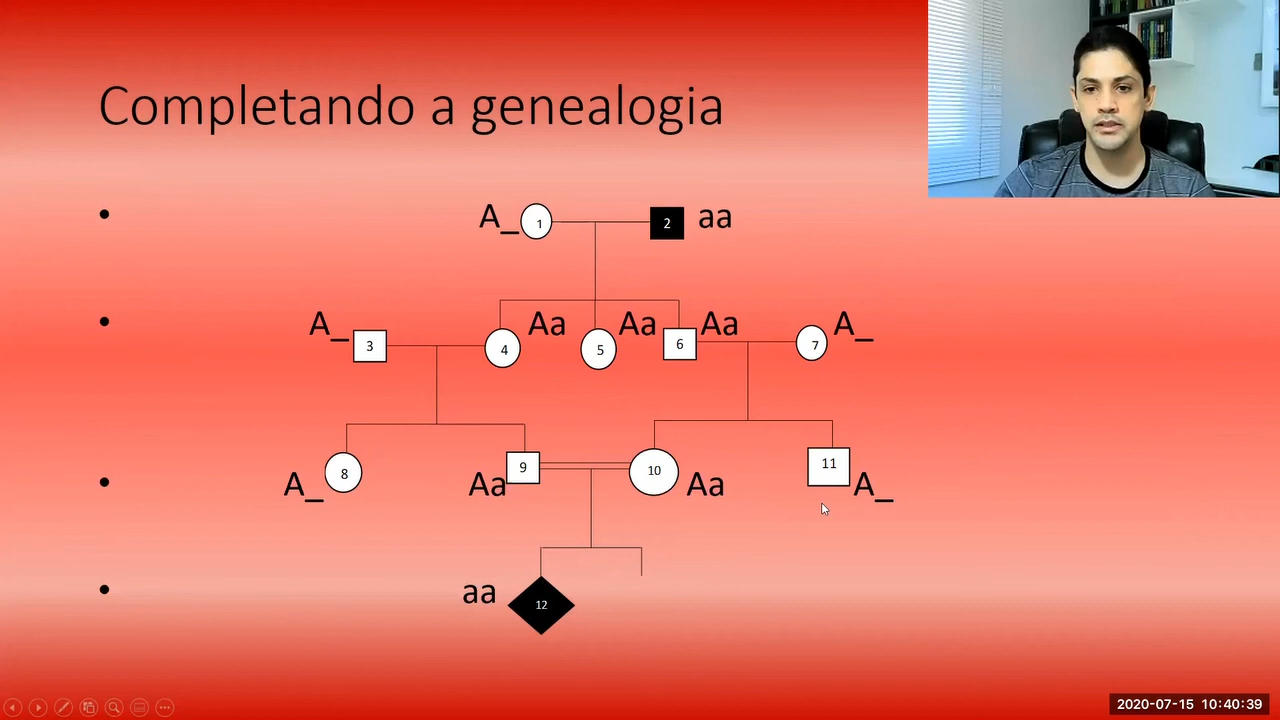 Completando a genealogia
•
A_ 1 2 aa
•
A_ 3 4 Aa 5 Aa 6 Aa 7 A_
•
A_ 8 Aa 9 10 Aa 11 A_
•
aa 12
2020-07-15 10:40:39